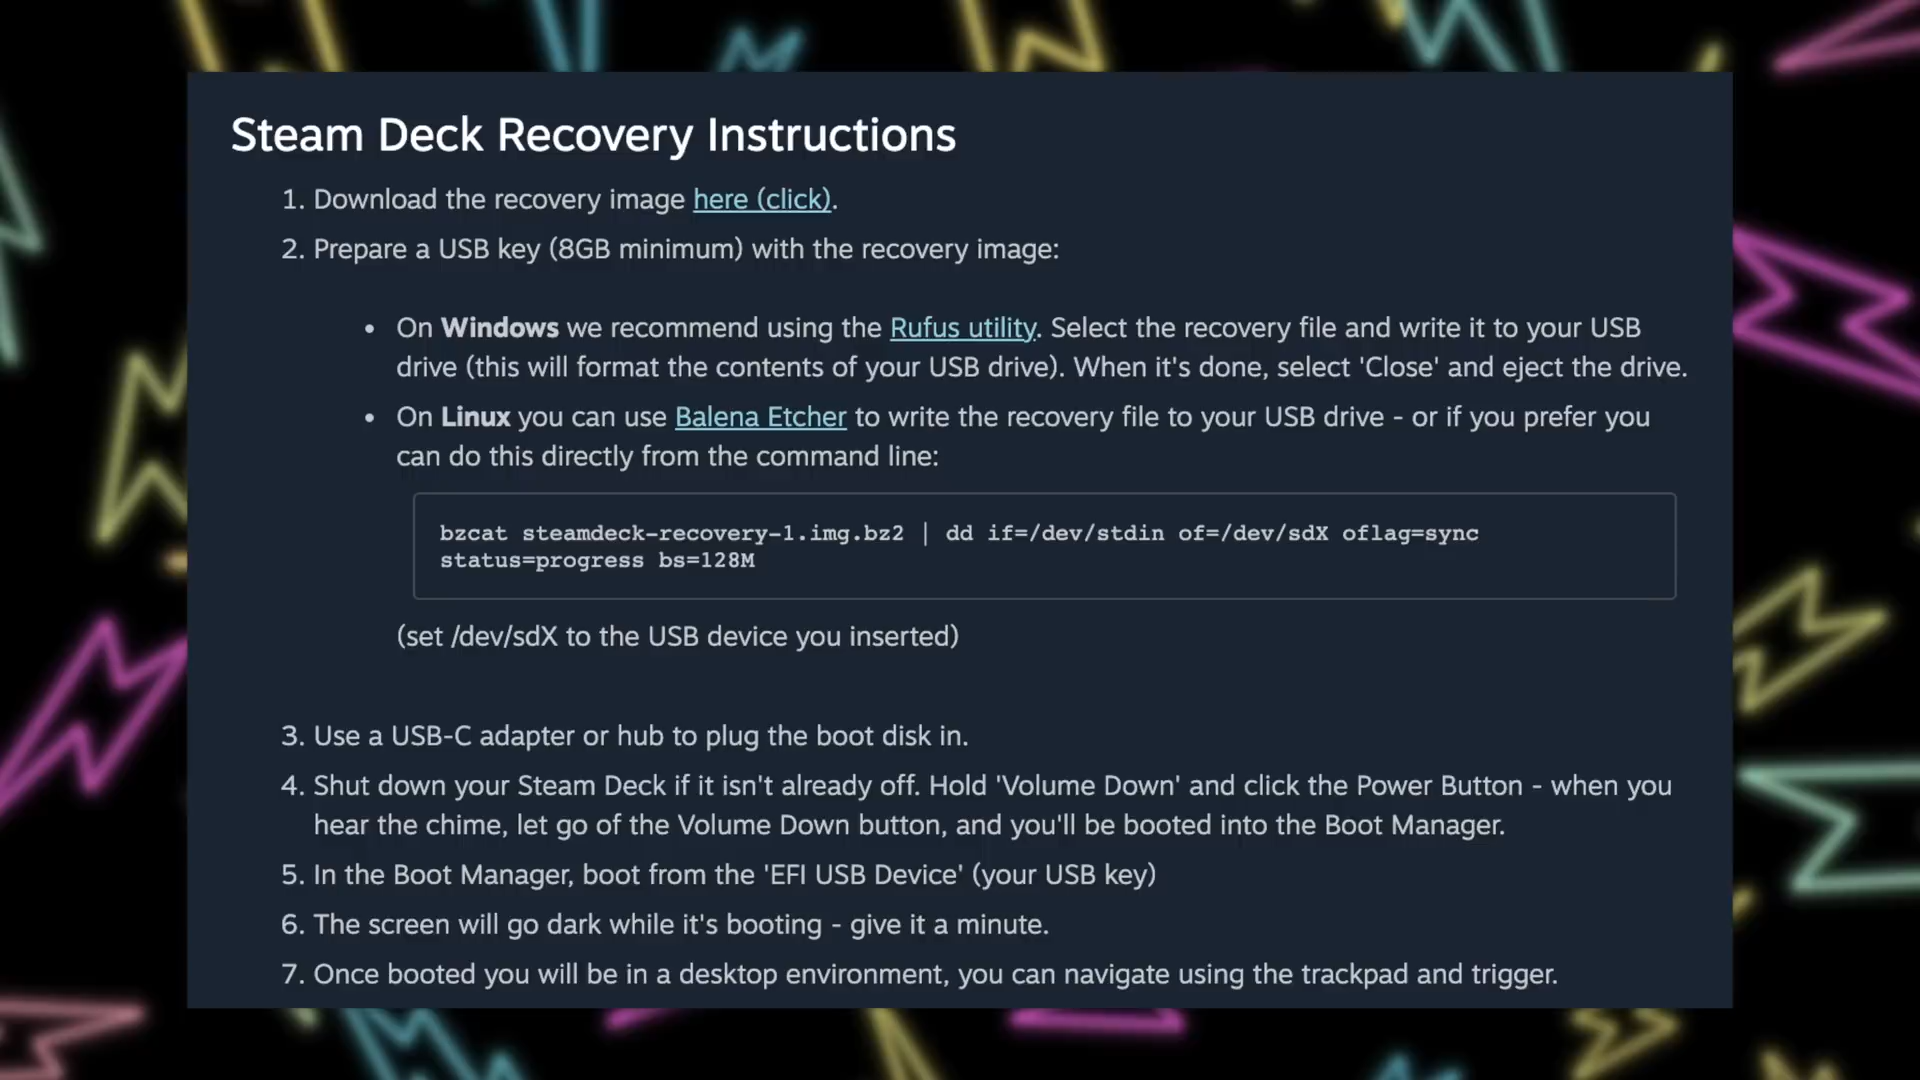 Steam Deck Recovery Instructions
1. Download the recovery image here (click).
2. Prepare a USB key (8GB minimum) with the recovery image:
• On Windows we recommend using the Rufus utility. Select the recovery file and write it to your USB
drive (this will format the contents of your USB drive). When it's done, select 'Close' and eject the drive.
• On Linux you can use Balena Etcher to write the recovery file to your USB drive - or if you prefer you
can do this directly from the command line:
bzcat steamdeck-recovery-1.img.bz2 | dd if=/dev/stdin of=/dev/sdX oflag=sync
status=progress bs=128M
(set /dev/sdX to the USB device you inserted)
3. Use a USB-C adapter or hub to plug the boot disk in.
4. Shut down your Steam Deck if it isn't already off. Hold 'Volume Down' and click the Power Button - when you
hear the chime, let go of the Volume Down button, and you'll be booted into the Boot Manager.
5. In the Boot Manager, boot from the 'EFI USB Device' (your USB key)
6. The screen will go dark while it's booting - give it a minute.
7. Once booted you will be in a desktop environment, you can navigate using the trackpad and trigger.